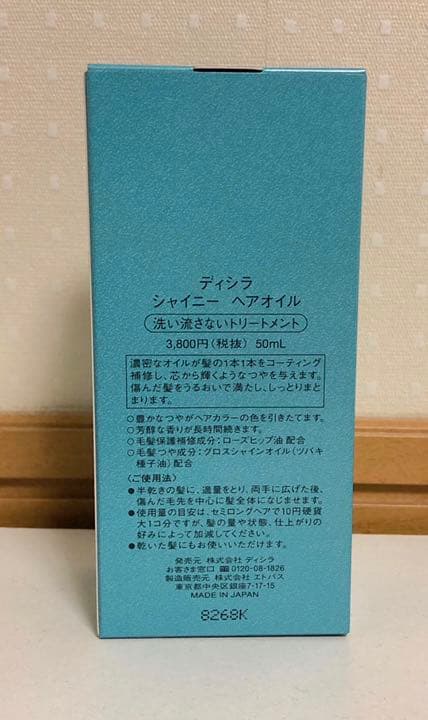 ディシラ
シャイニー ヘアオイル
洗い流さないトリートメント
3,800円(税抜) 50mL
濃密なオイルが髪の1本1本をコーティング
補修し、芯から輝くようなつやを与えます。
傷んだ髪をうるおいで満たし、しっとりまと
まります。
○豊かなつやがヘアカラーの色を引きたてます。
○芳醇な香りが長時間続きます。
○毛髪保護補修成分:ローズヒップ油 配合
○毛髪つや成分:グロスシャインオイル(ツバキ
種子油)配合
〈ご使用法〉
●半乾きの髪に、適量をとり、両手に広げた後、
傷んだ毛先を中心に髪全体になじませます。
●使用量の目安は、セミロングヘアで10円硬貨
大1コ分ですが、髪の量や状態、仕上がりの
好みによって加減してください。
●乾いた髪にもお使いいただけます。
発売元 株式会社 ディシラ
お客さま窓口 0120-08-1826
製造販売元 株式会社 エトバス
東京都中央区銀座7-17-15
MADE IN JAPAN
8268K